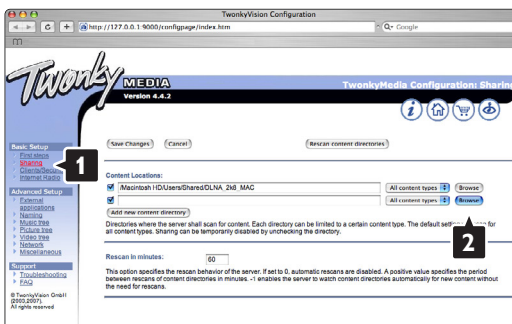 TwonkyVision Configuration
http://127.0.0.1:9000/configpage/index.htm
Q- Google
Twonky MEDIA
Version 4.4.2
TwonkyMedia Configuration: Sharing
Basic Setup
First steps
Sharing
Clients/Security
Internet Radio
Advanced Setup
External
applications
Naming
Music tree
Picture tree
Video tree
Network
Miscellaneous
Support
Troubleshooting
FAQ
© TwonkyVision GmbH
(2003,2007).
All rights reserved
1
Save Changes Cancel Rescan content directories
Content Locations:
/Macintosh HD/Users/Shared/DLNA_2k8_MAC All content types Browse
All content types Browse
Add new content directory
2
Directories where the server shall scan for content. Each directory can be limited to a certain content type. The default for
all content types. Sharing can be temporarily disabled by unchecking the directory.
Rescan in minutes: 60
This option specifies the rescan behavior of the server. If set to 0, automatic rescans are disabled. A positive value specifies the period
between rescans of content directories in minutes. -1 enables the server to watch content directories automatically for new content without
the need for rescans.